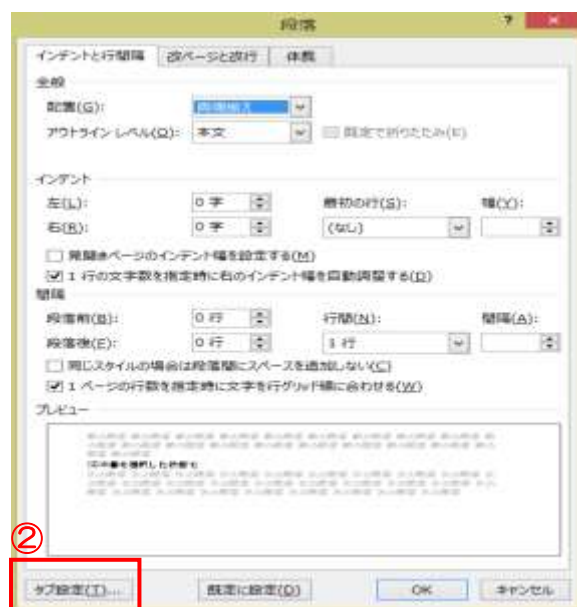 段落
?
インデントと行間隔 改ページと改行 体裁
全般
配置(G): 両端揃え
アウトライン レベル(O): 本文 既定で折りたたみ(E)
インデント
左(L): 0 字 最初の行(S): 幅(Y):
右(R): 0 字 (なし)
見開きページのインデント幅を設定する(M)
1 行の文字数を指定時に右のインデント幅を自動調整する(D)
間隔
段落前(B): 0 行 行間(N): 間隔(A):
段落後(E): 0 行 1 行
同じスタイルの場合は段落間にスペースを追加しない(C)
1 ページの行数を指定時に文字を行グリッド線に合わせる(W)
プレビュー
②
タブ設定(T)... 既定に設定(D) OK キャンセル